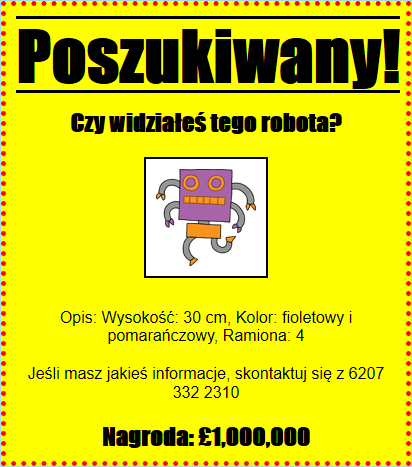 Poszukiwany!
Czy widziałeś tego robota?
Opis: Wysokość: 30 cm, Kolor: fioletowy i
pomarańczowy, Ramiona: 4
Jeśli masz jakieś informacje, skontaktuj się z 6207
332 2310
Nagroda: £1,000,000